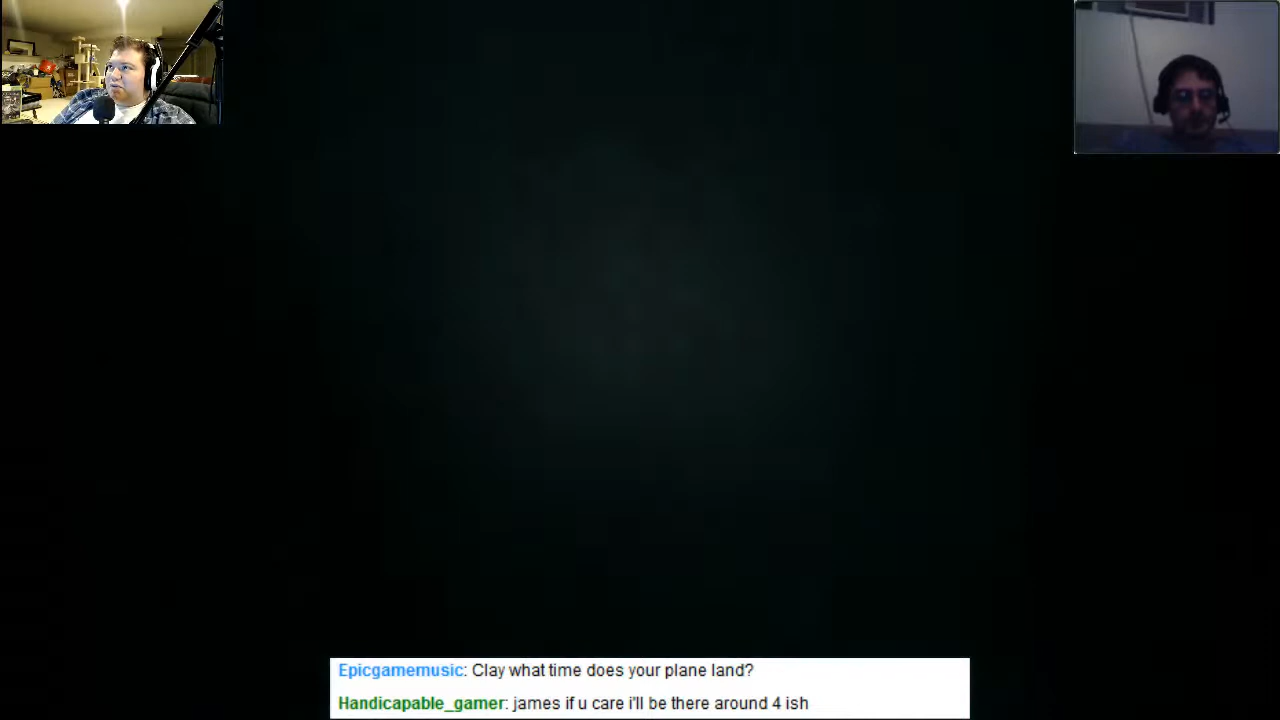 Epicgamemusic: Clay what time does your plane land?
Handicapable_gamer: james if u care i'll be there around 4 ish